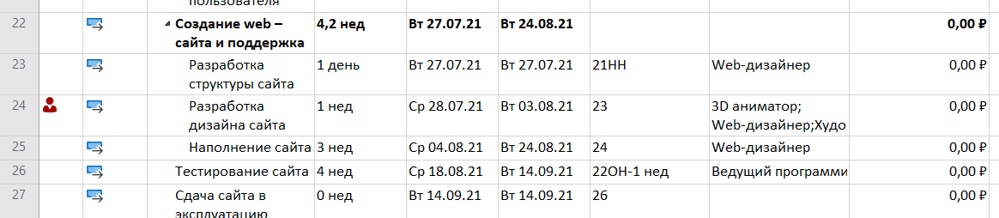 пользователя
22 Создание web – 4,2 нед Вт 27.07.21 Вт 24.08.21 0,00 ₽
сайта и поддержка
23 Разработка 1 день Вт 27.07.21 Вт 27.07.21 21НН Web-дизайнер 0,00 ₽
структуры сайта
24 Разработка 1 нед Ср 28.07.21 Вт 03.08.21 23 3D аниматор; 0,00 ₽
дизайна сайта Web-дизайнер;Худо
25 Наполнение сайта 3 нед Ср 04.08.21 Вт 24.08.21 24 Web-дизайнер 0,00 ₽
26 Тестирование сайта 4 нед Ср 18.08.21 Вт 14.09.21 22ОН-1 нед Ведущий программи 0,00 ₽
27 Сдача сайта в 0 нед Вт 14.09.21 Вт 14.09.21 26 0,00 ₽
эксплуатацию